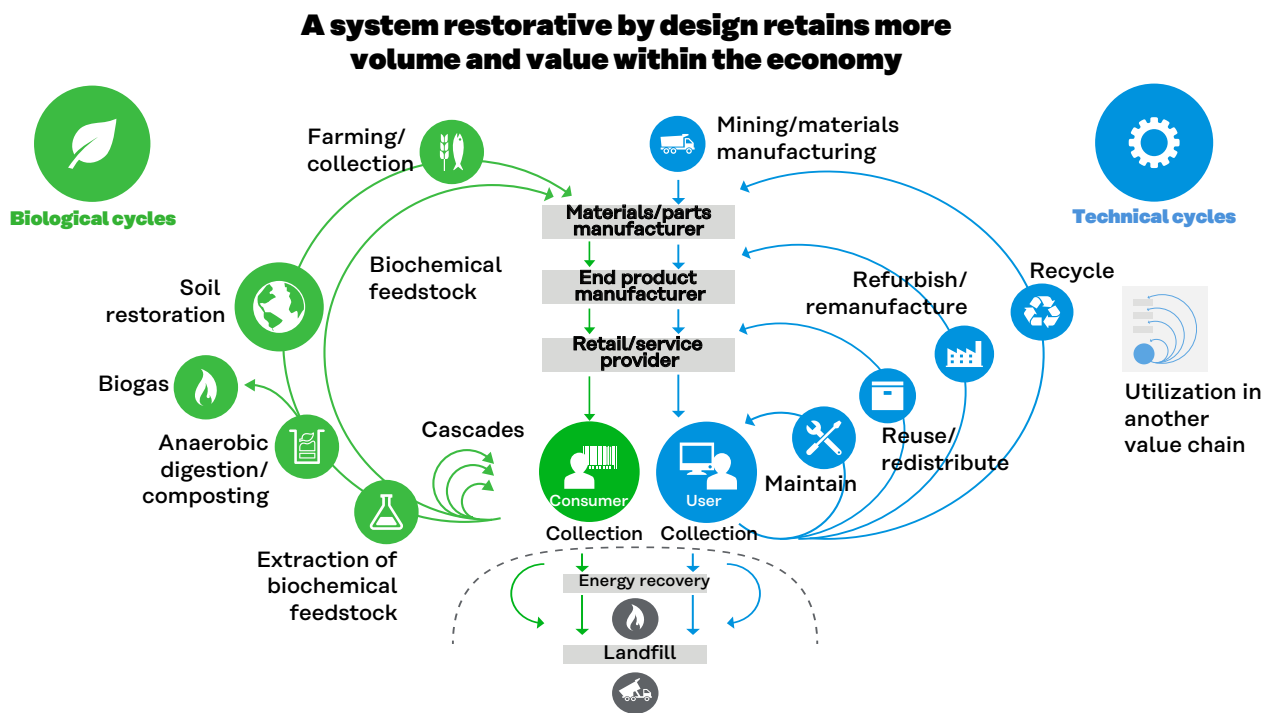 A system restorative by design retains more
volume and value within the economy
Biological cycles
Farming/
collection
Mining/materials
manufacturing
Technical cycles
Materials/parts
manufacturer
Biochemical
feedstock
Soil
restoration
End product
manufacturer
Refurbish/
remanufacture
Recycle
Retail/service
provider
Biogas
Utilization in
another
value chain
Anaerobic
digestion/
composting
Cascades
Reuse/
redistribute
Maintain
Consumer
User
Collection
Collection
Extraction of
biochemical
feedstock
Energy recovery
Landfill